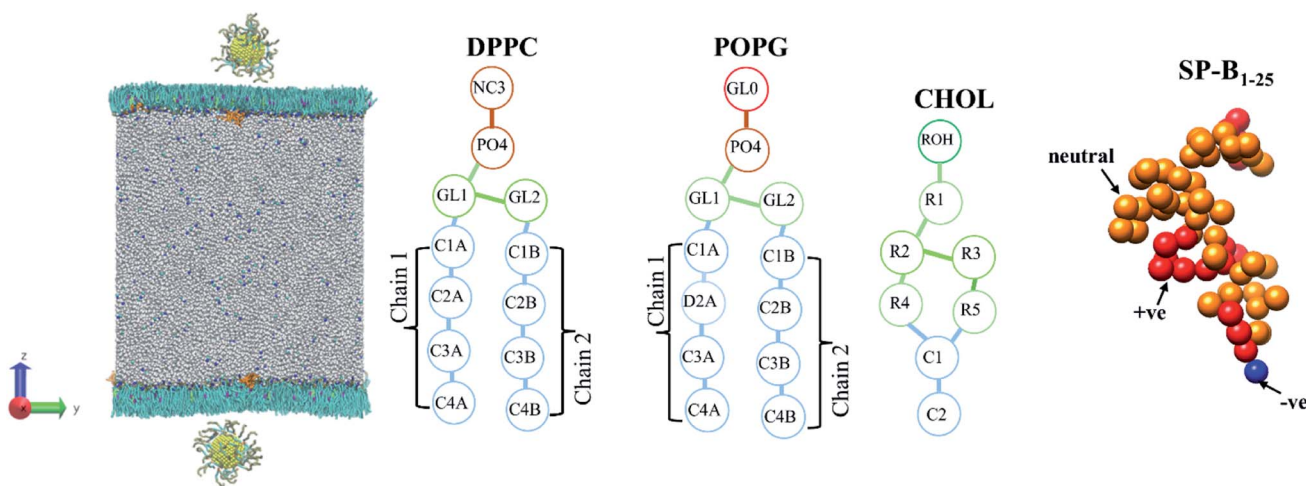 z
x
y
DPPC
NC3
PO4
GL1
GL2
C1A
C1B
C2A
C2B
C3A
C3B
C4A
C4B
Chain 1
Chain 2
POPG
GL0
PO4
GL1
GL2
C1A
C1B
D2A
C2B
C3A
C3B
C4A
C4B
Chain 1
Chain 2
CHOL
ROH
R1
R2
R3
R4
R5
C1
C2
SP-B1-25
neutral
+ve
-ve